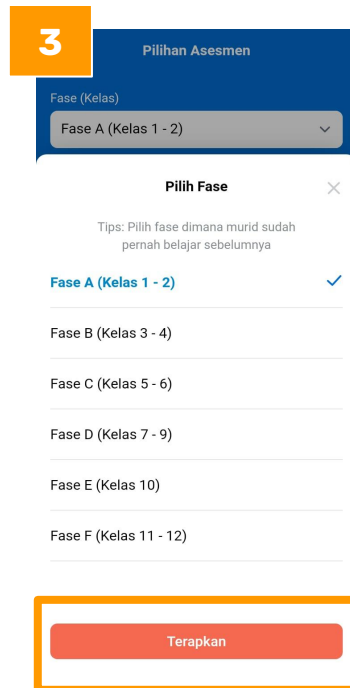 3
Pilihan Asesmen
Fase (Kelas)
Fase A (Kelas 1 - 2)
Pilih Fase
Tips: Pilih fase dimana murid sudah
pernah belajar sebelumnya
Fase A (Kelas 1 - 2)
Fase B (Kelas 3 - 4)
Fase C (Kelas 5 - 6)
Fase D (Kelas 7 - 9)
Fase E (Kelas 10)
Fase F (Kelas 11 - 12)
Terapkan